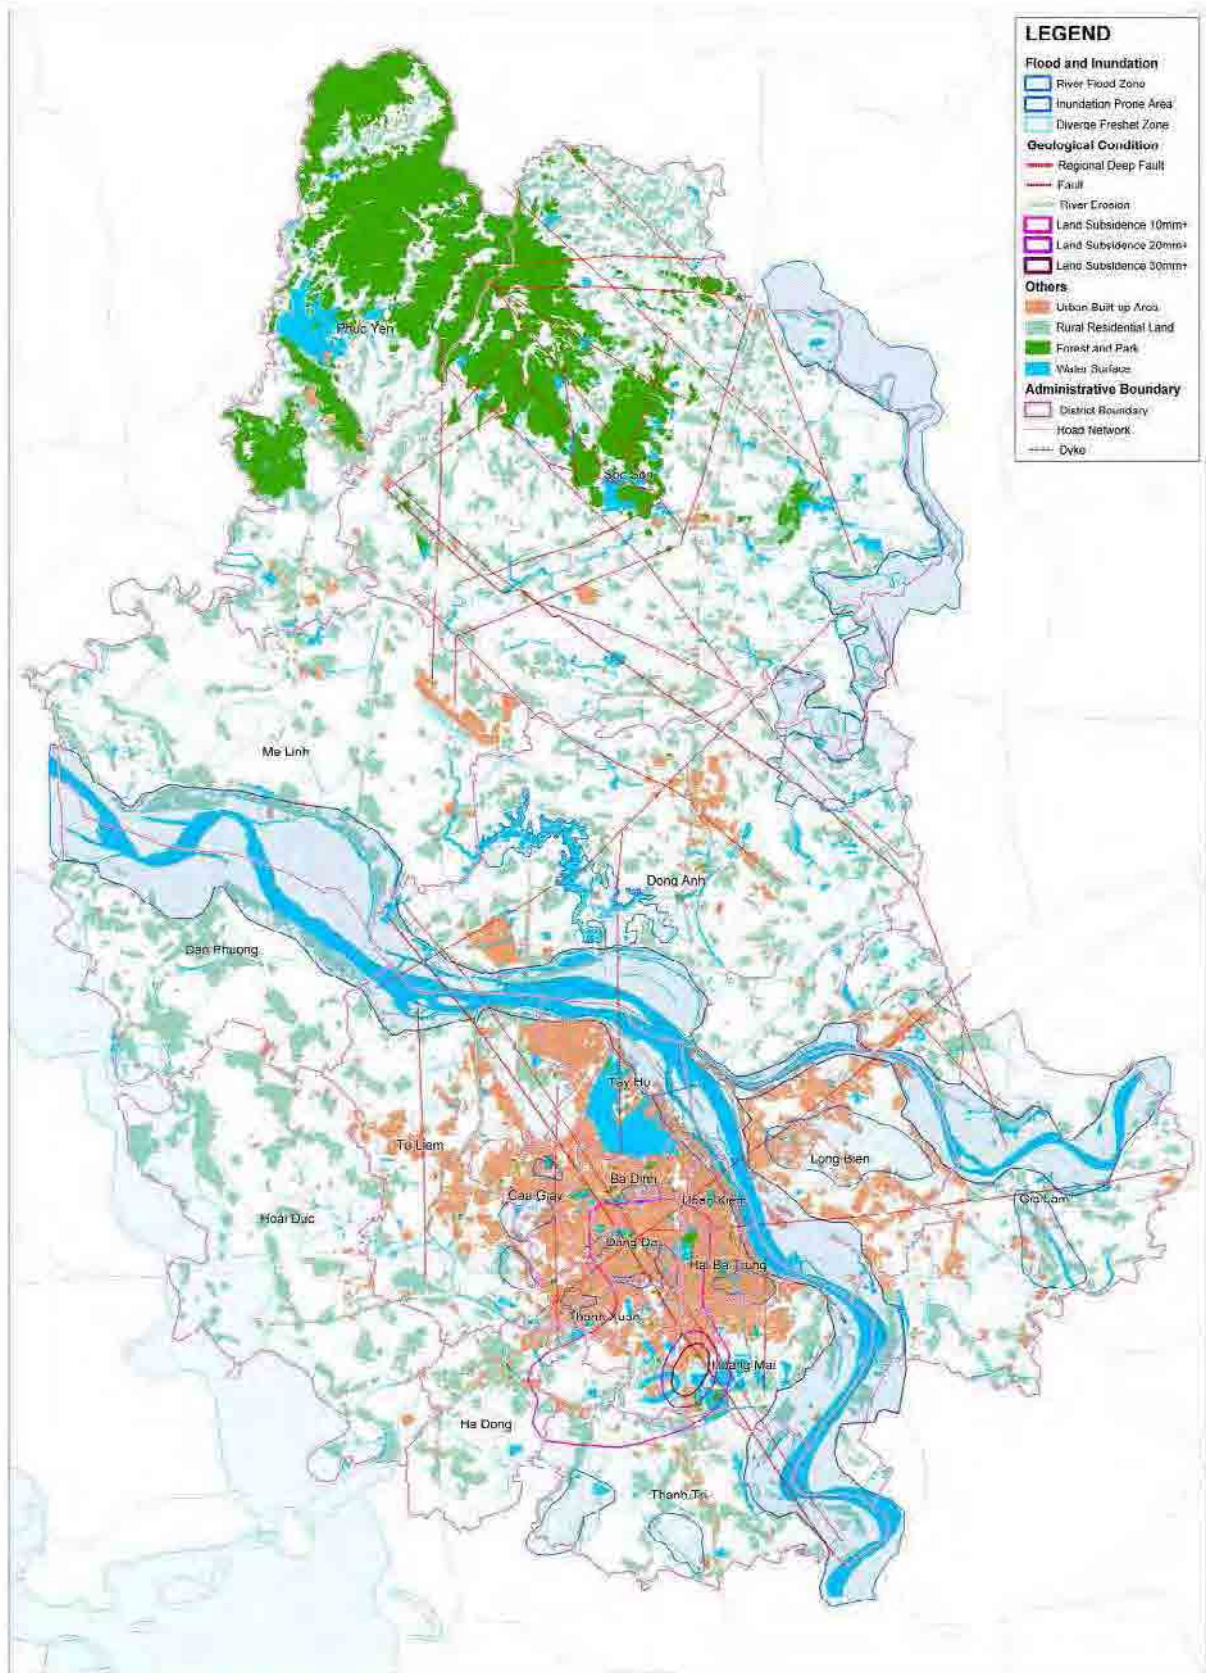 LEGEND
Flood and Inundation
River Flood Zone
Inundation Prone Area
Diverge Freshet Zone
Geological Condition
Regional Deep Fault
Fault
River Erosion
Land Subsidence 10mm+
Land Subsidence 20mm+
Land Subsidence 30mm+
Others
Urban Built up Area
Rural Residential Land
Forest and Park
Water Surface
Administrative Boundary
District Boundary
Road Network
Dyke
Phuc Yen
Soc Son
Me Linh
Dong Anh
Dan Phuong
Tay Ho
Tu Liem
Long Bien
Ba Dinh
Cau Giay
Hoan Kiem
Gia Lam
Hoai Duc
Dong Da
Hai Ba Trung
Thanh Xuan
Hoang Mai
Ha Dong
Thanh Tri